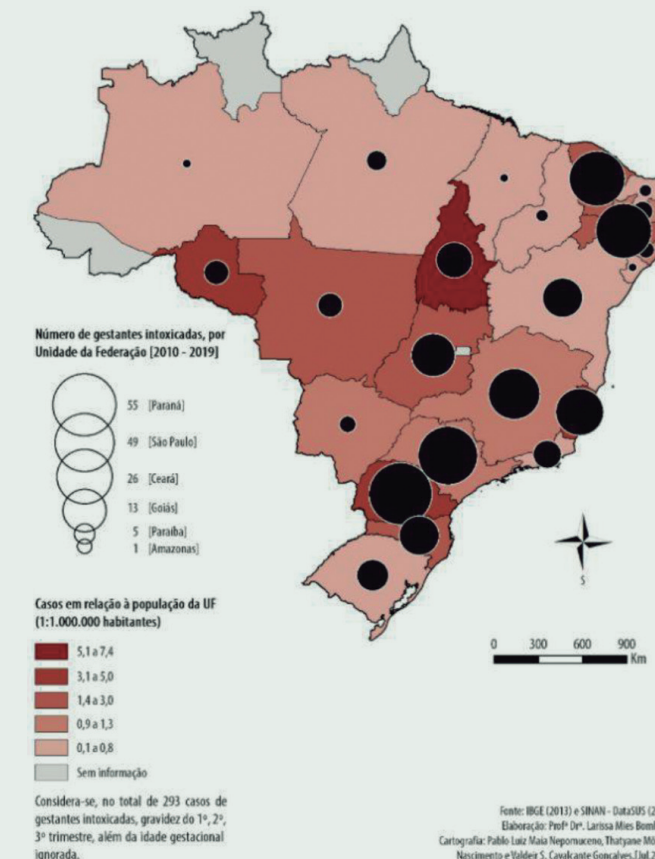 Número de gestantes intoxicadas, por
Unidade da Federação [2010 - 2019]
55 [Paraná]
49 [São Paulo]
26 [Ceará]
13 [Goiás]
5 [Paraíba]
1 [Amazonas]
S
Casos em relação à população da UF
(1:1.000.000 habitantes)
5,1 a 7,4
3,1 a 5,0
1,4 a 3,0
0,9 a 1,3
0,1 a 0,8
Sem informação
0 300 600 900
Km
Considera-se, no total de 293 casos de
gestantes intoxicadas, gravidez do 1º, 2º,
3º trimestre, além da idade gestacional
ignorada.
Fonte: IBGE (2013) e SINAN - DataSUS (2
Elaboração: Profª Drª. Larissa Mies Bomb
Cartografia: Pablo Luiz Maia Nepomuceno, Thatyane Mô
Nascimento e Valdeir S. Cavalcante Gonçalves